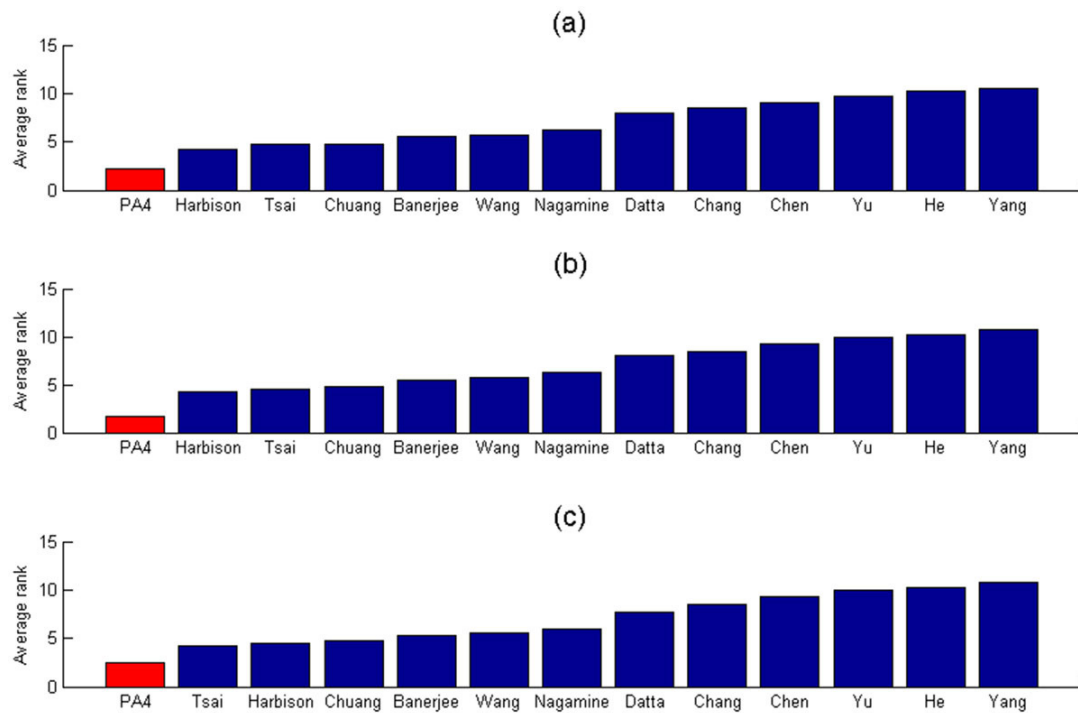 (a)
15
10
5
0
Average rank
PA4 Harbison Tsai Chuang Banerjee Wang Nagamine Datta Chang Chen Yu He Yang
(b)
15
10
5
0
Average rank
PA4 Harbison Tsai Chuang Banerjee Wang Nagamine Datta Chang Chen Yu He Yang
(c)
15
10
5
0
Average rank
PA4 Tsai Harbison Chuang Banerjee Wang Nagamine Datta Chang Chen Yu He Yang